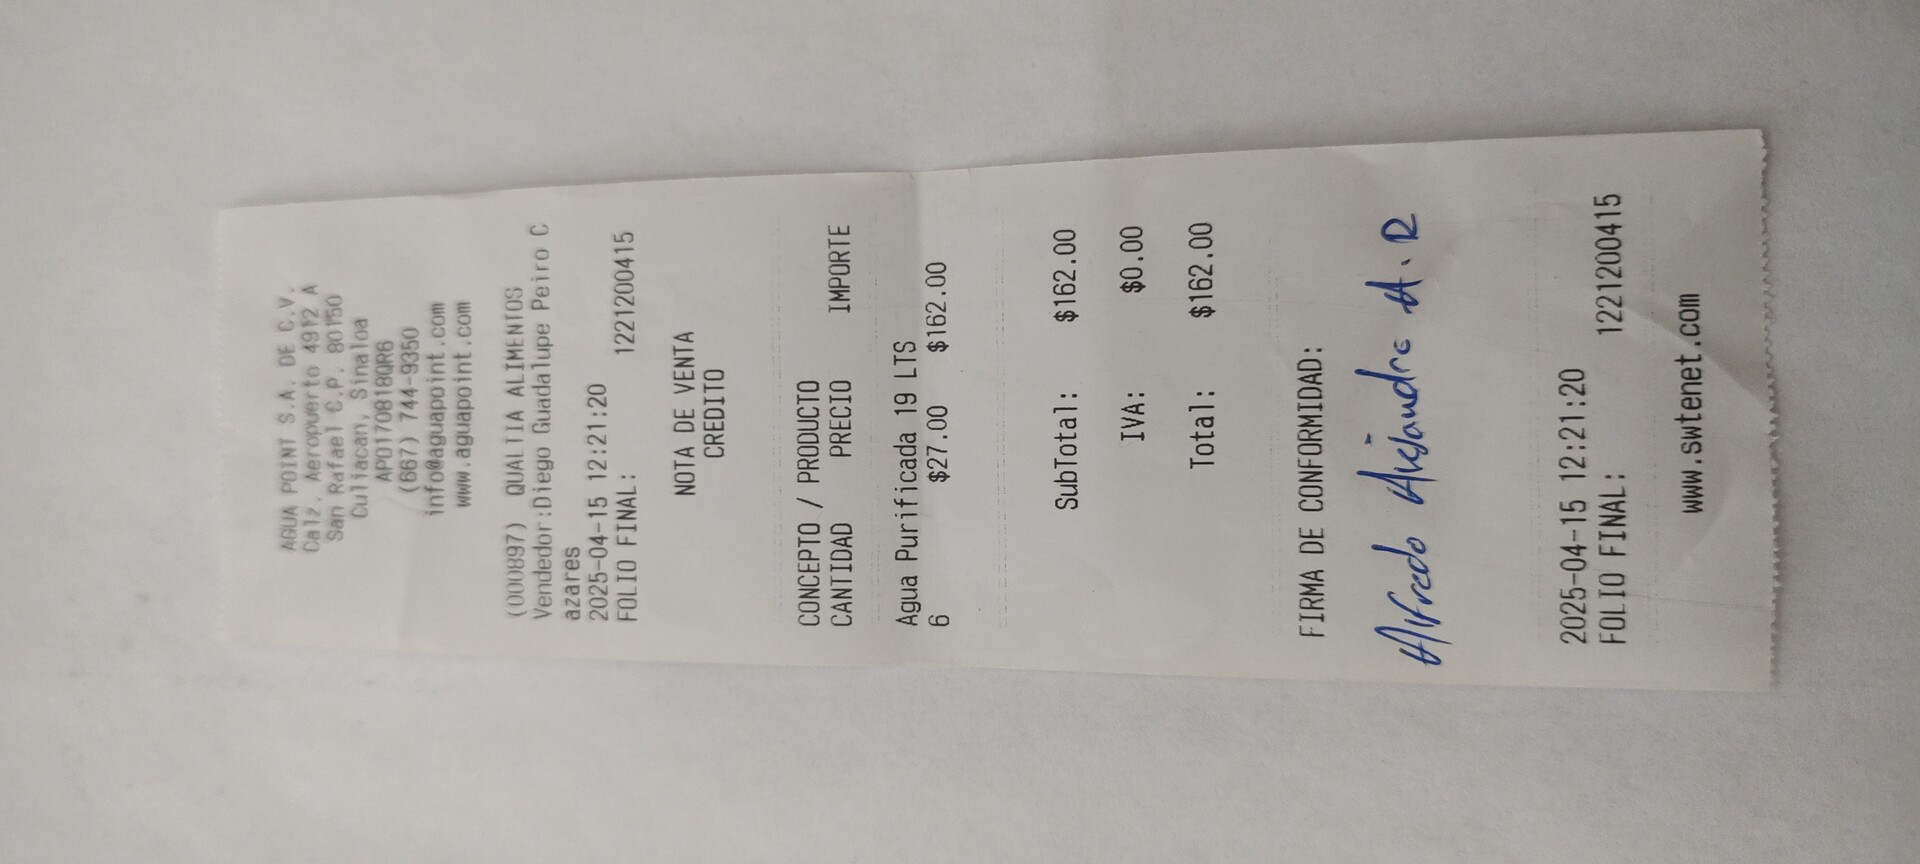 AGUA POINT S.A. DE C.V.
Calz. Aeropuerto 4912 A
San Rafael C.P. 80150
Culiacan, Sinaloa
APO170818QR6
(667) 744-9350
info@aguapoint.com
www.aguapoint.com
(000897) QUALTIA ALIMENTOS
Vendedor:Diego Guadalupe Peiro C
azares
2025-04-15 12:21:20
FOLIO FINAL: 1221200415
NOTA DE VENTA
CREDITO
CONCEPTO / PRODUCTO
CANTIDAD PRECIO IMPORTE
Agua Purificada 19 LTS
6 $27.00 $162.00
SubTotal: $162.00
IVA: $0.00
Total: $162.00
FIRMA DE CONFORMIDAD:
Alfredo Alejandro A.R
2025-04-15 12:21:20
FOLIO FINAL: 1221200415
www.swtenet.com